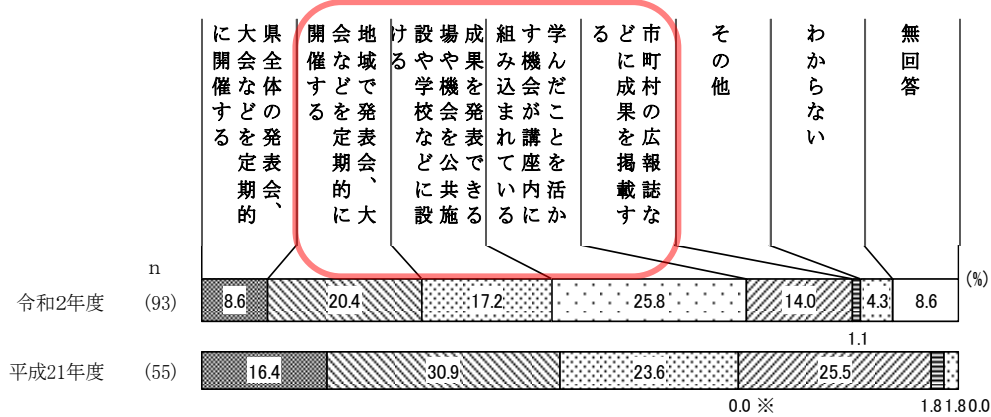 県全体の発表会、
大会などを定期的
に開催する
地域で発表会、大
会などを定期的に
開催する
成果を発表できる
場や機会を公共施
設や学校などに設
ける
学んだことを活か
す機会が講座内に
組み込まれている
市町村の広報誌な
どに成果を掲載す
る
その他
わからない
無回答
n
(%)
令和2年度 (93) 8.6 20.4 17.2 25.8 14.0 4.3 8.6
1.1
平成21年度 (55) 16.4 30.9 23.6 25.5
0.0 ※ 1.8 1.8 0.0